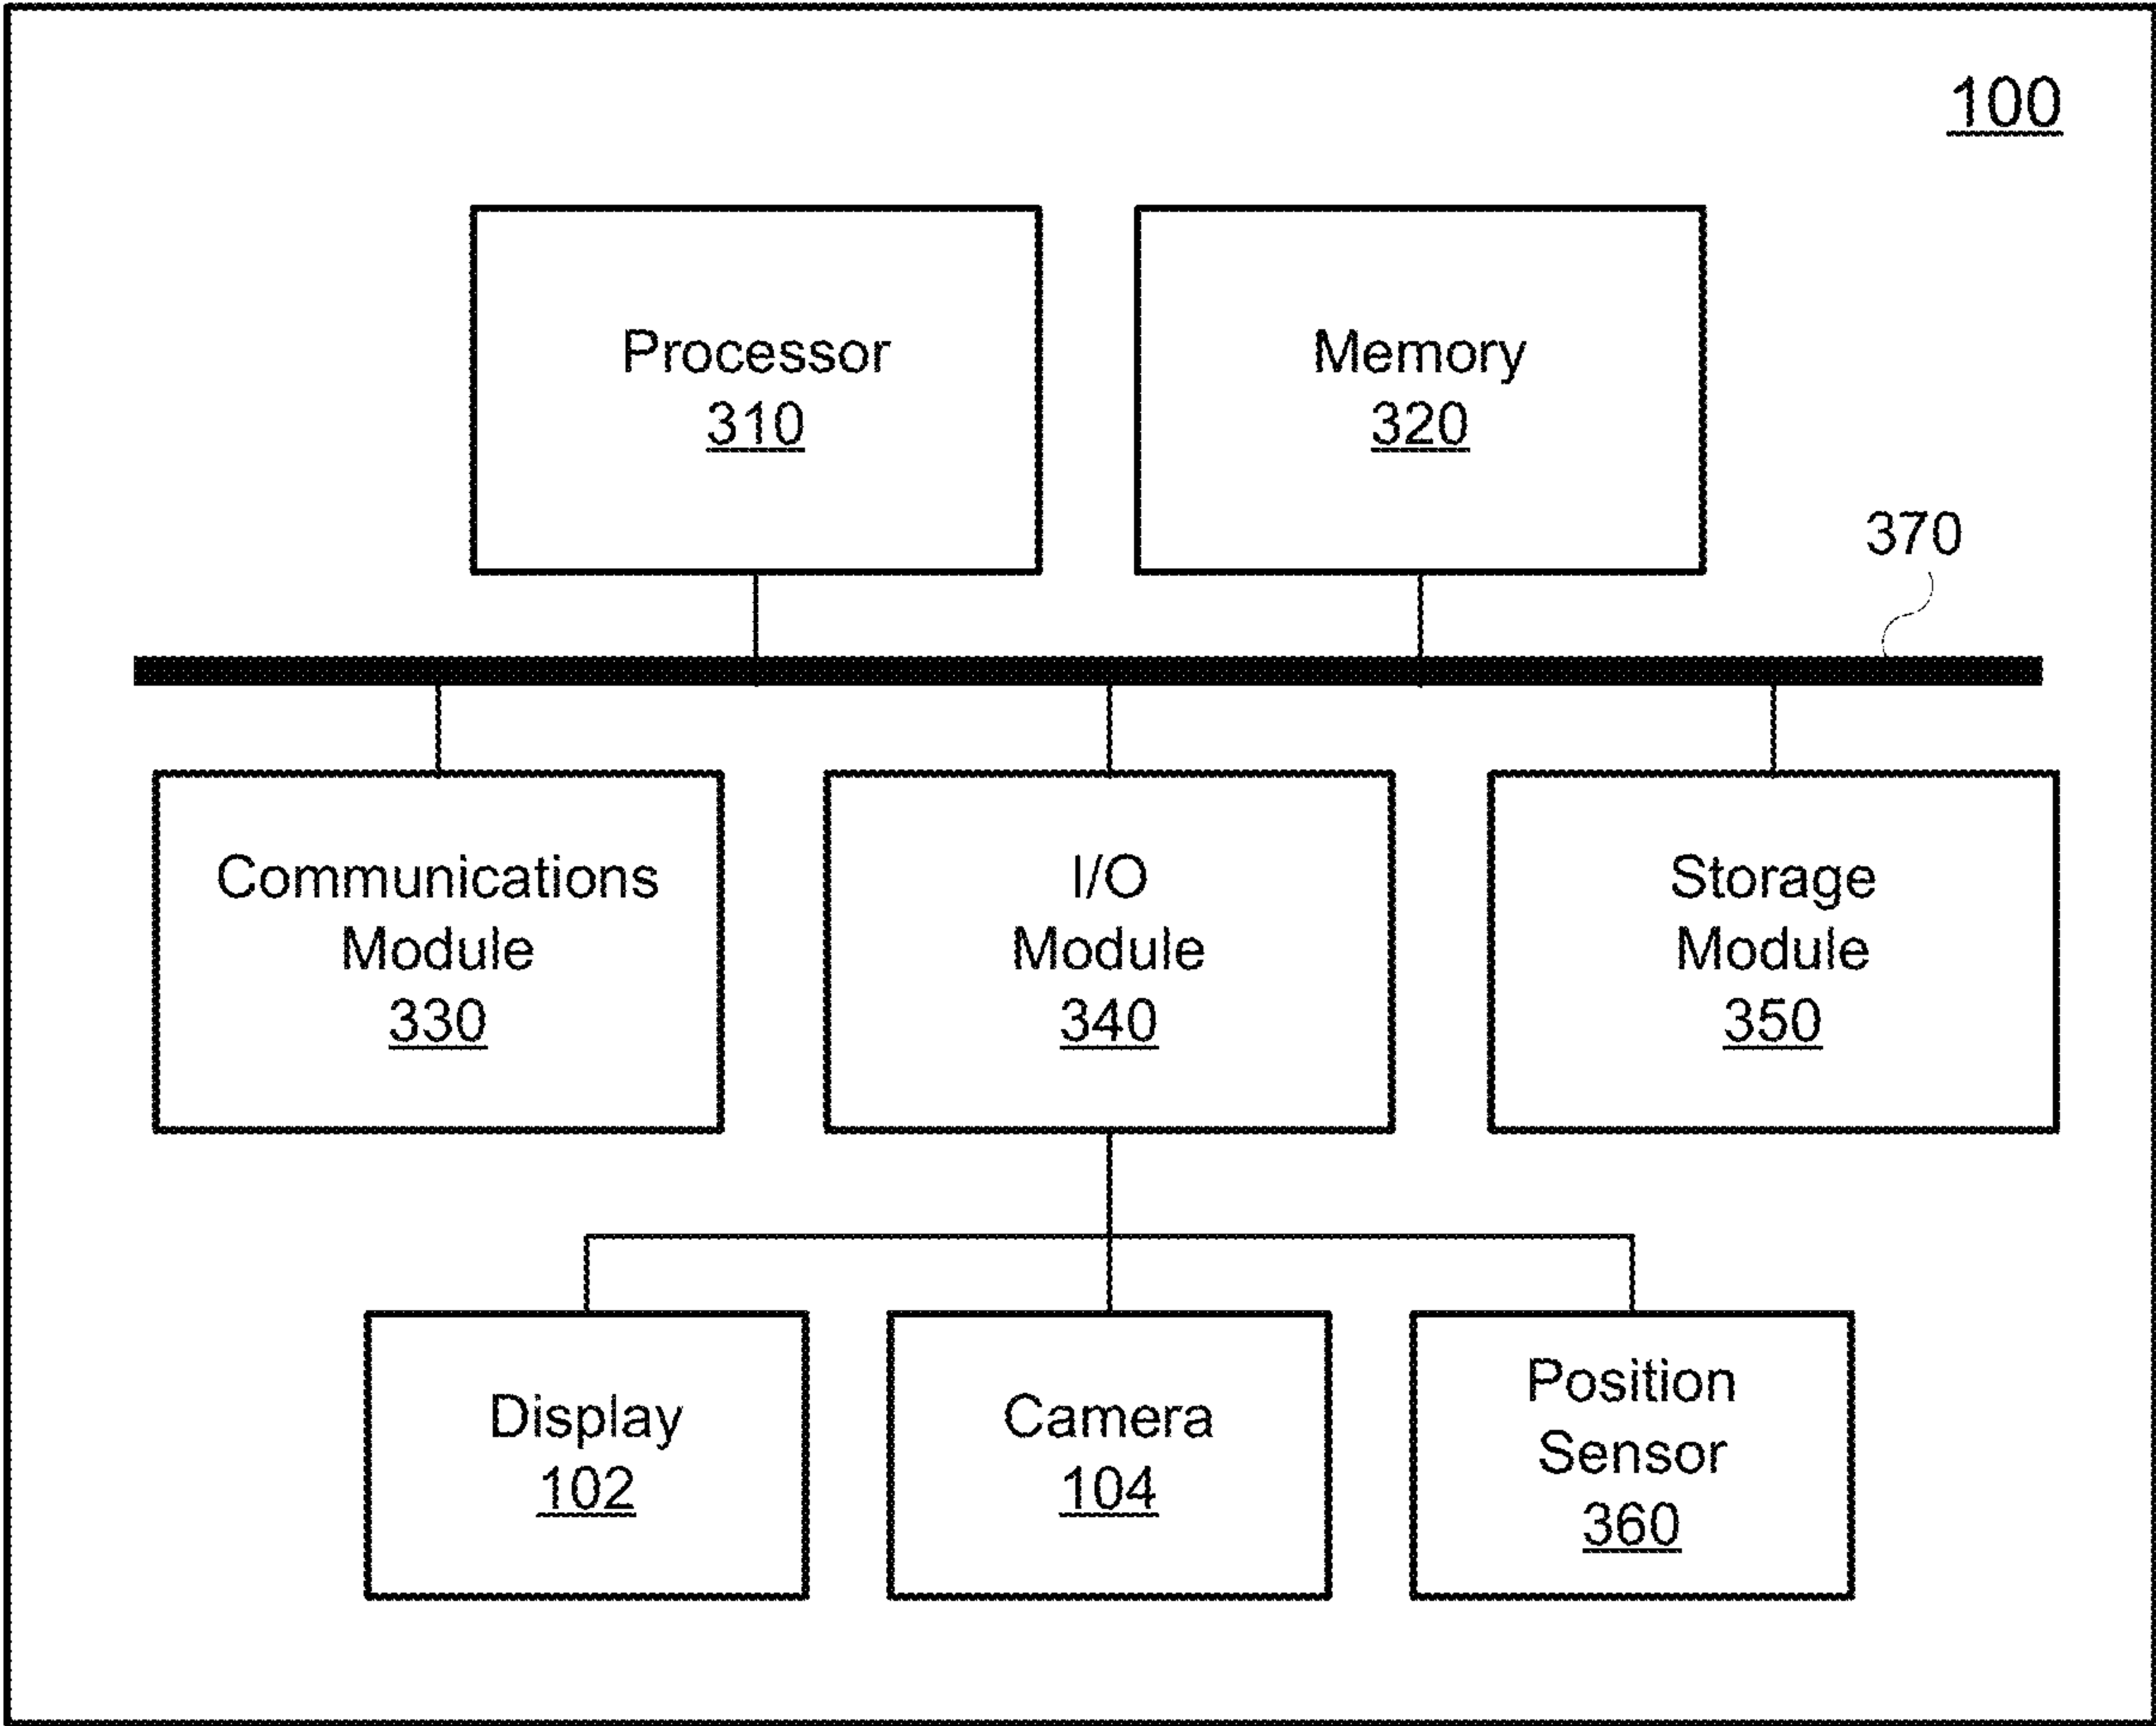 100
Processor
310
Memory
320
370
Communications
Module
330
I/O
Module
340
Storage
Module
350
Display
102
Camera
104
Position
Sensor
360